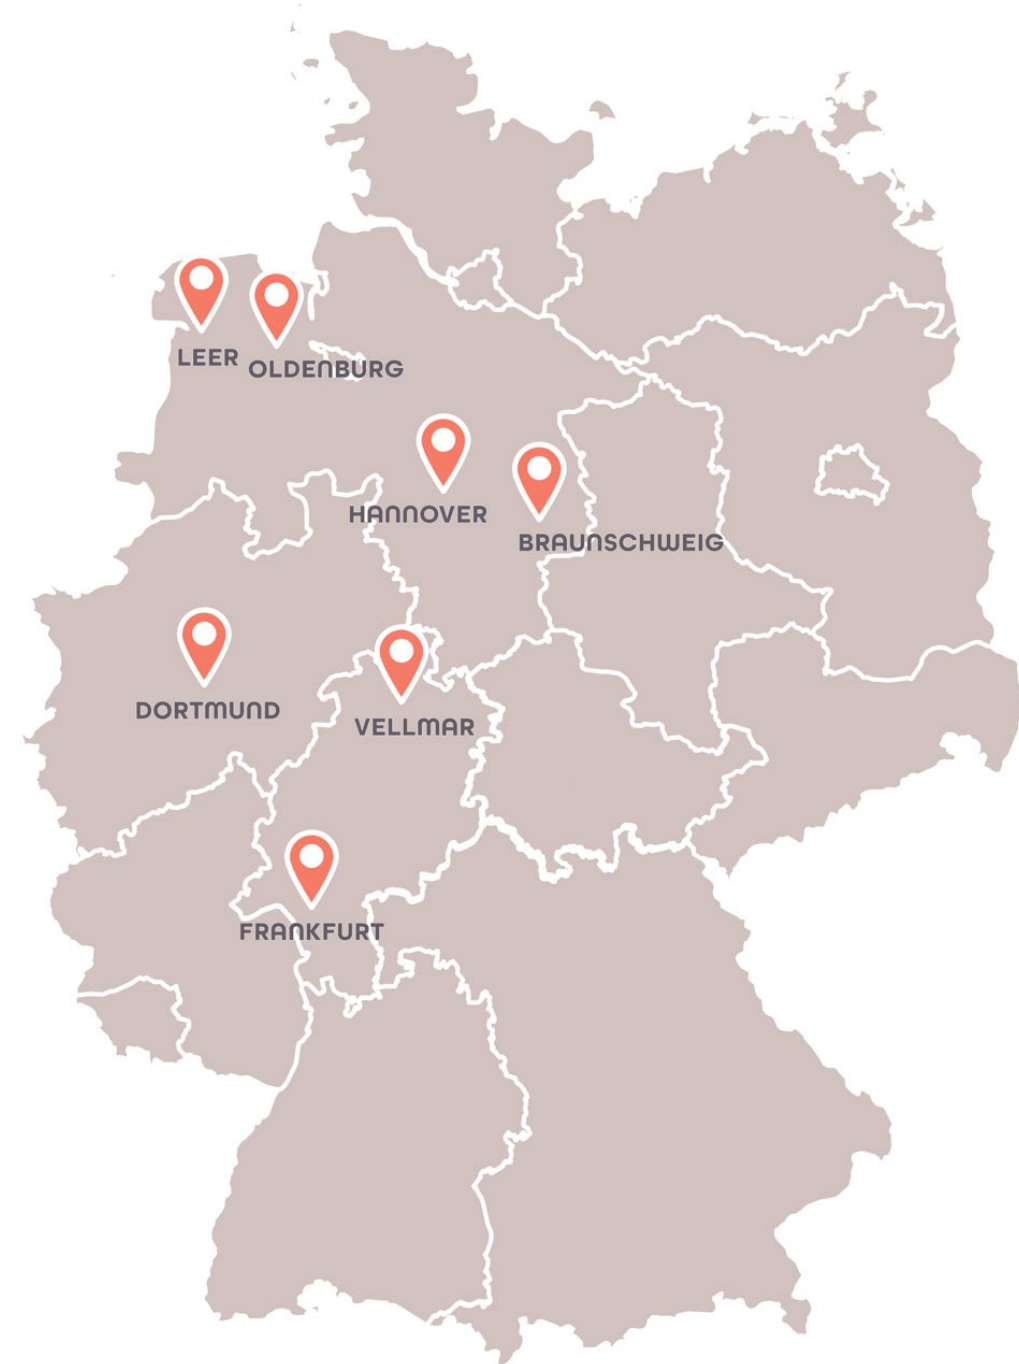 LEER
OLDENBURG
HANNOVER
BRAUNSCHWEIG
DORTMUND
VELLMAR
FRANKFURT